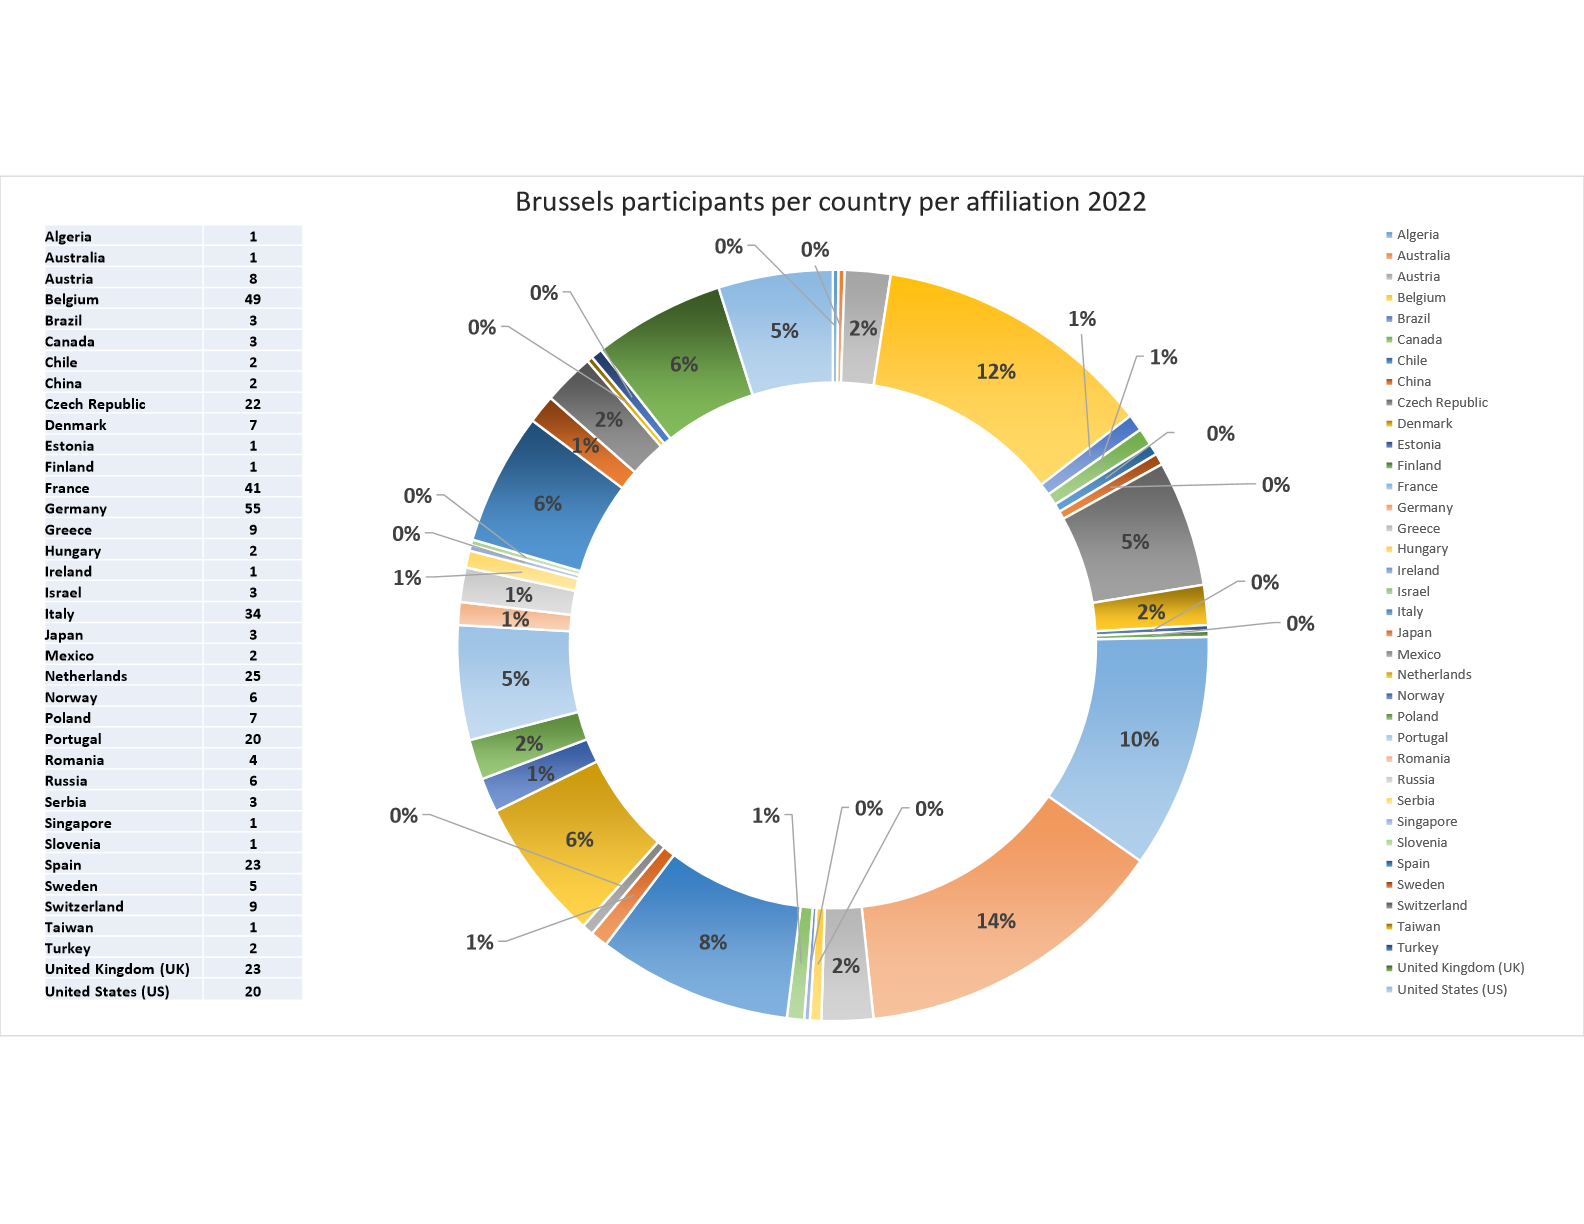 Brussels participants per country per affiliation 2022
Algeria 1
Australia 1
Austria 8
Belgium 49
Brazil 3
Canada 3
Chile 2
China 2
Czech Republic 22
Denmark 7
Estonia 1
Finland 1
France 41
Germany 55
Greece 9
Hungary 2
Ireland 1
Israel 3
Italy 34
Japan 3
Mexico 2
Netherlands 25
Norway 6
Poland 7
Portugal 20
Romania 4
Russia 6
Serbia 3
Singapore 1
Slovenia 1
Spain 23
Sweden 5
Switzerland 9
Taiwan 1
Turkey 2
United Kingdom (UK) 23
United States (US) 20
0%
0%
2%
12%
1%
1%
0%
0%
5%
2%
0%
0%
10%
14%
2%
0%
0%
1%
8%
1%
0%
6%
1%
2%
5%
1%
1%
1%
0%
0%
6%
1%
2%
0%
0%
6%
5%
Algeria
Australia
Austria
Belgium
Brazil
Canada
Chile
China
Czech Republic
Denmark
Estonia
Finland
France
Germany
Greece
Hungary
Ireland
Israel
Italy
Japan
Mexico
Netherlands
Norway
Poland
Portugal
Romania
Russia
Serbia
Singapore
Slovenia
Spain
Sweden
Switzerland
Taiwan
Turkey
United Kingdom (UK)
United States (US)